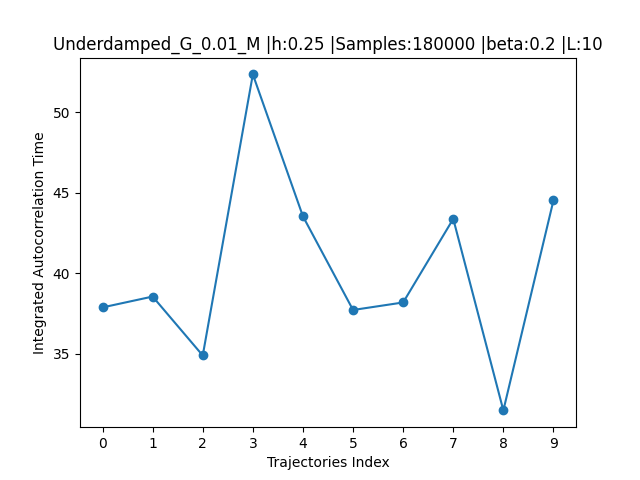 Underdamped_G_0.01_M |h:0.25 |Samples:180000 |beta:0.2 |L:10
Integrated Autocorrelation Time
50
45
40
35
0 1 2 3 4 5 6 7 8 9
Trajectories Index